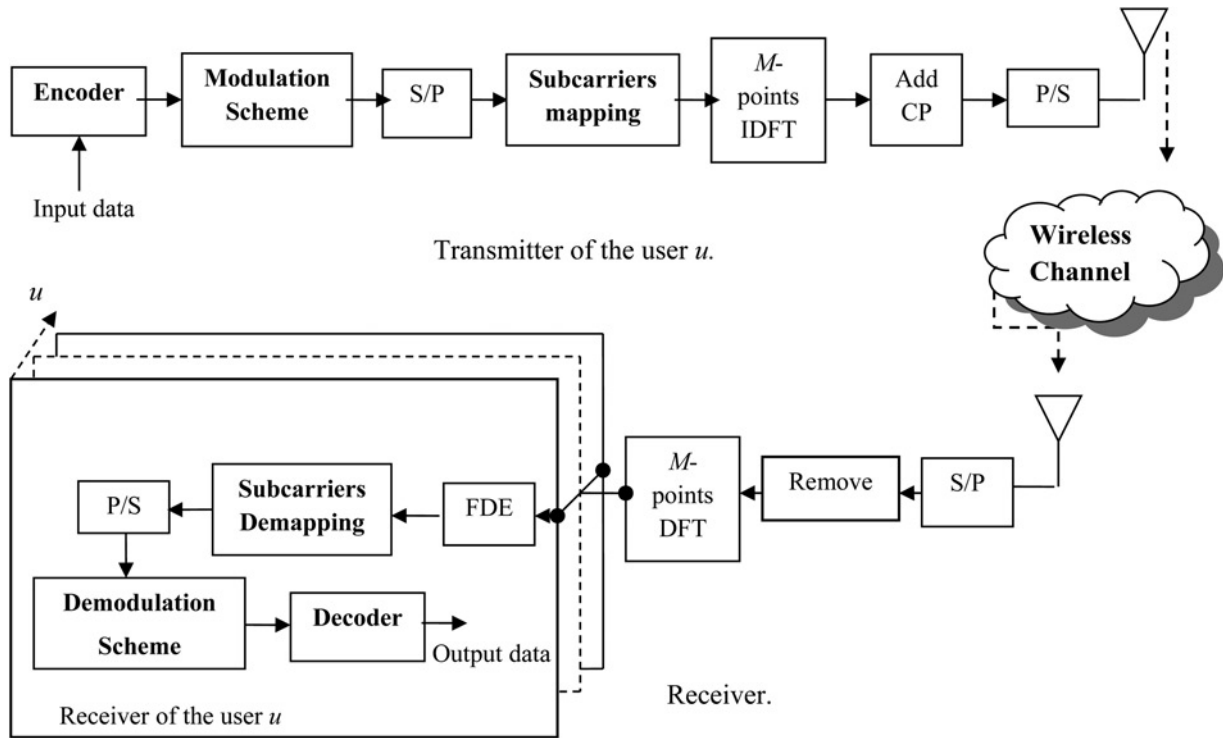 Encoder
Modulation
Scheme
S/P
Subcarriers
mapping
M-
points
IDFT
Add
CP
P/S
Input data
Transmitter of the user u.
Wireless
Channel
u
P/S
Subcarriers
Demapping
FDE
M-
points
DFT
Remove
S/P
Demodulation
Scheme
Decoder
Output data
Receiver of the user u
Receiver.